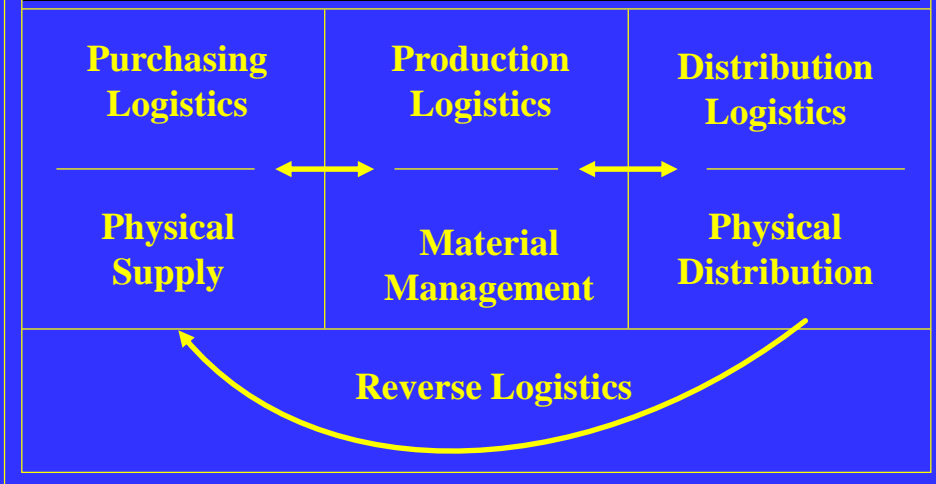 Purchasing
Logistics
Production
Logistics
Distribution
Logistics
Physical
Supply
Material
Management
Physical
Distribution
Reverse Logistics